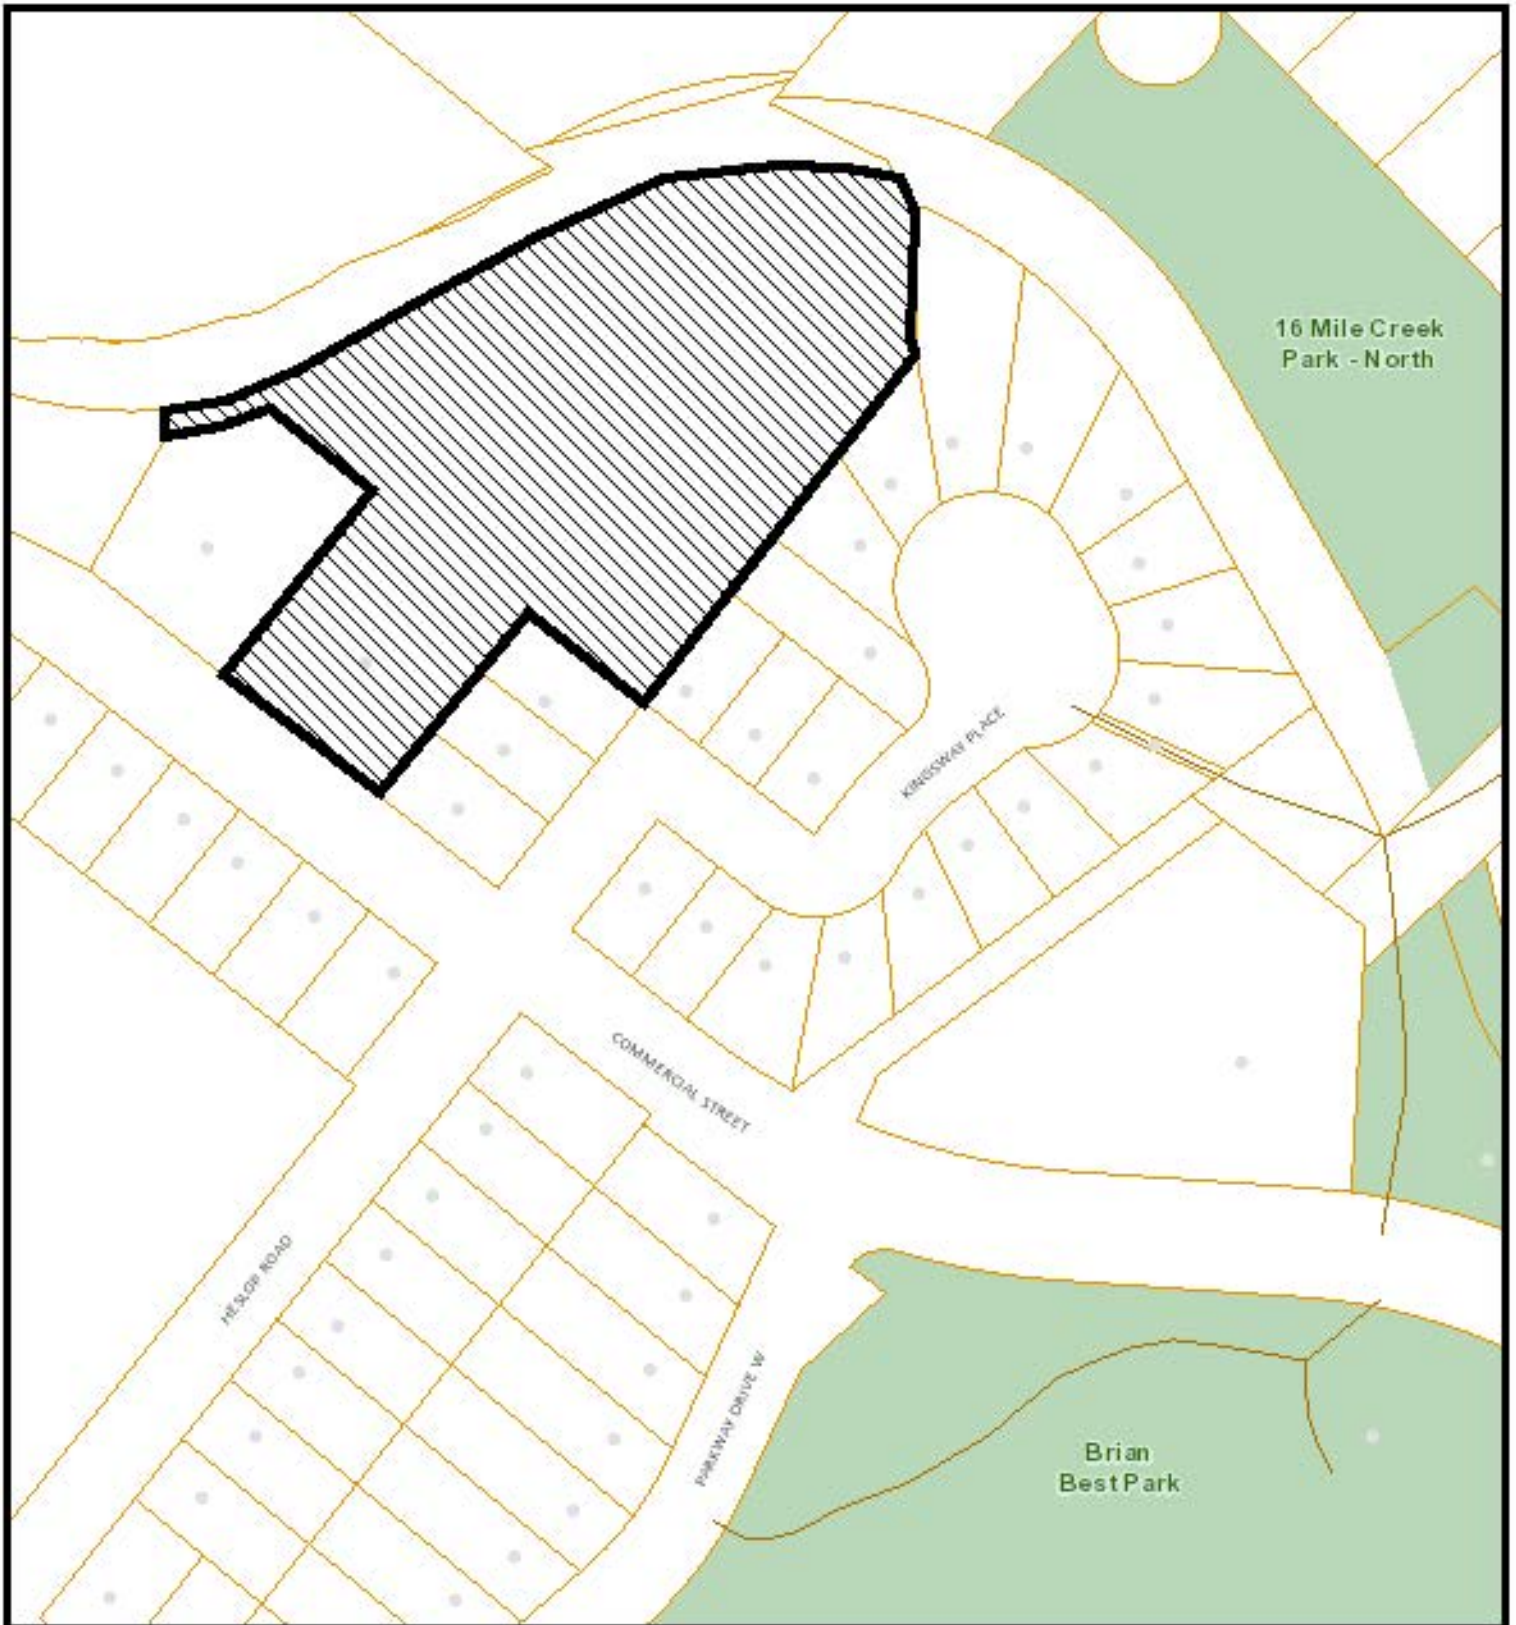 16 Mile Creek
Park - North
KINGSWAY PLACE
COMMERCIAL STREET
HESLOP ROAD
PARKWAY DRIVE W
Brian
Best Park